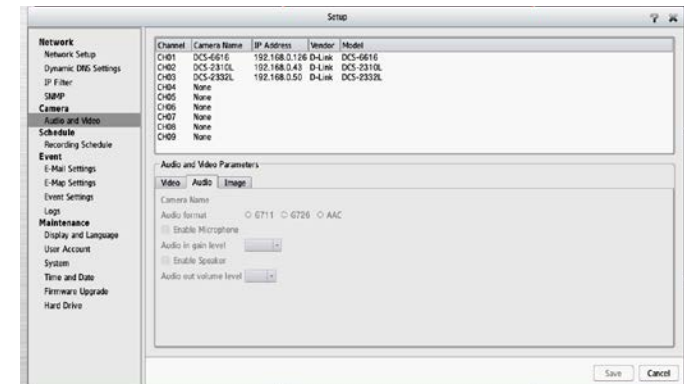 Setup
? ×
Network
Network Setup
Dynamic DNS Settings
IP Filter
SNMP
Camera
Audio and Video
Schedule
Recording Schedule
Event
E-Mail Settings
E-Map Settings
Event Settings
Logs
Maintenance
Display and Language
User Account
System
Time and Date
Firmware Upgrade
Hard Drive
Channel Camera Name IP Address Vendor Model
CH01 DCS-6616 192.168.0.126 D-Link DCS-6616
CH02 DCS-2310L 192.168.0.43 D-Link DCS-2310L
CH03 DCS-2332L 192.168.0.50 D-Link DCS-2332L
CH04 None
CH05 None
CH06 None
CH07 None
CH08 None
CH09 None
Audio and Video Parameters
Video Audio Image
Camera Name
Audio format G711 G726 AAC
Enable Microphone
Audio in gain level
Enable Speaker
Audio out volume level
Save Cancel